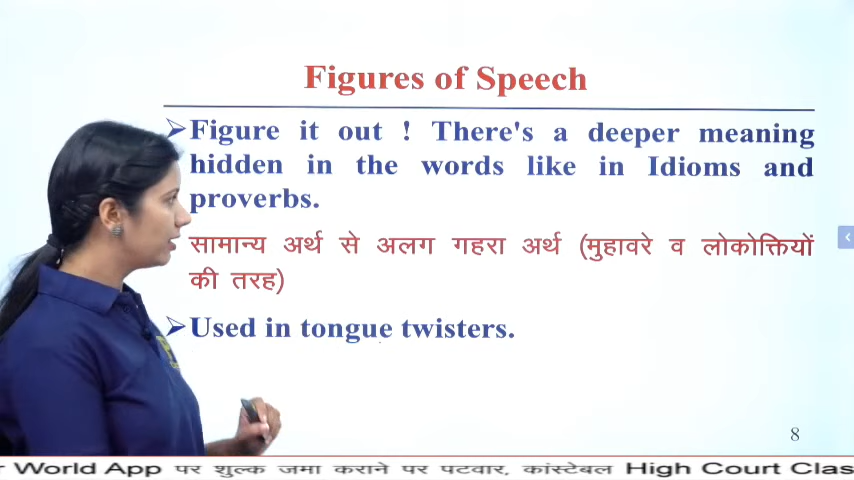 Figures of Speech
➢Figure it out ! There's a deeper meaning
hidden in the words like in Idioms and
proverbs.
सामान्य अर्थ से अलग गहरा अर्थ (मुहावरे व लोकोक्तियों
की तरह)
➢Used in tongue twisters.
8
r World App पर शुल्क जमा कराने पर पटवार, कांस्टेबल High Court Clas